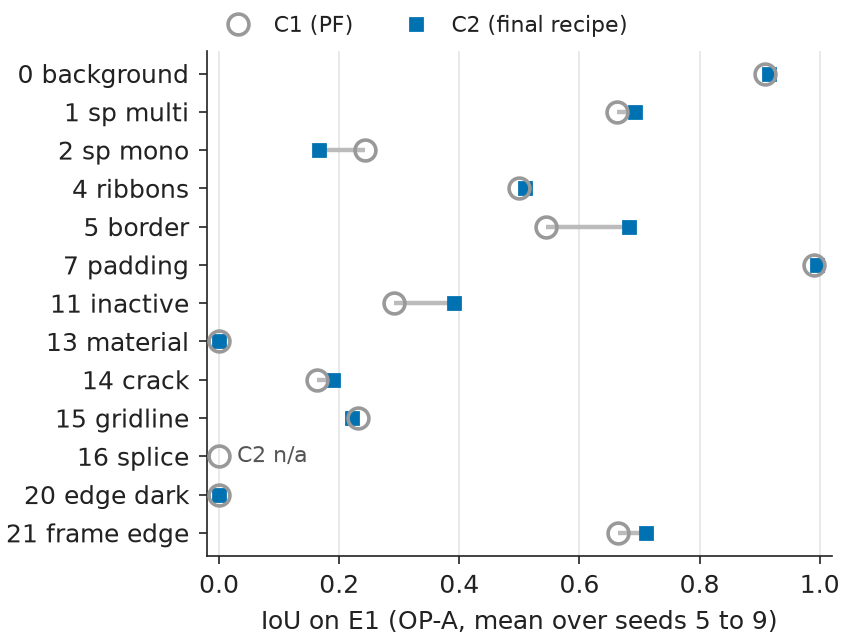 C1 (PF) C2 (final recipe)
0 background
1 sp multi
2 sp mono
4 ribbons
5 border
7 padding
11 inactive
13 material
14 crack
15 gridline
16 splice C2 n/a
20 edge dark
21 frame edge
0.0 0.2 0.4 0.6 0.8 1.0
IoU on E1 (OP-A, mean over seeds 5 to 9)